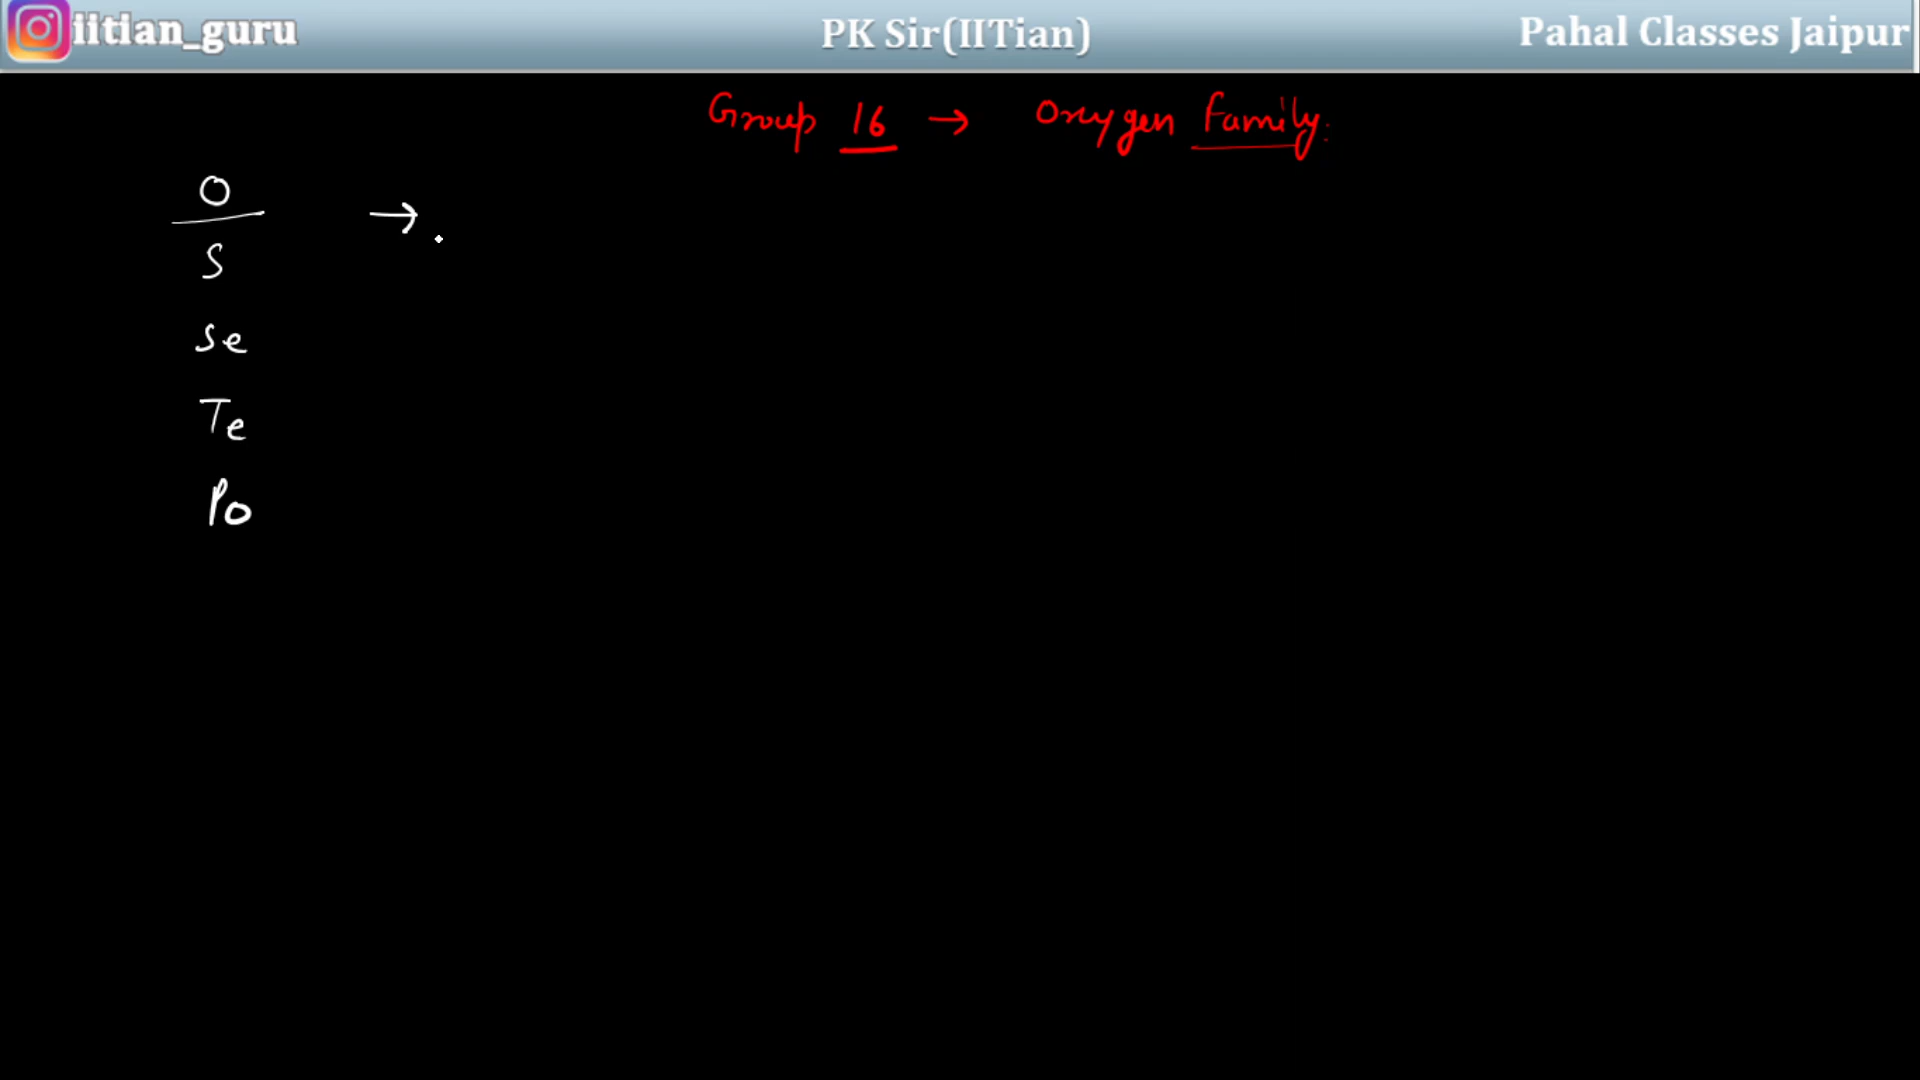 iitian_guru PK Sir(IITian) Pahal Classes Jaipur
Group 16 → Oxygen Family.
O →
S
Se
Te
Po